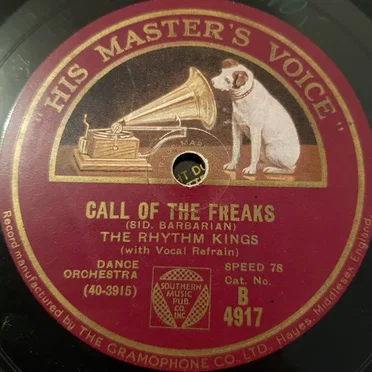 "HIS MASTER'S VOICE"
CALL OF THE FREAKS
(SID. BARBARIAN)
THE RHYTHM KINGS
(with Vocal Refrain)
DANCE
ORCHESTRA
(40-3915)
SOUTHERN
MUSIC
PUB.
CO.
INC.
SPEED 78
Cat. No.
B
4917
Record manufactured by THE GRAMOPHONE CO. LTD., Hayes, Middlesex, England.